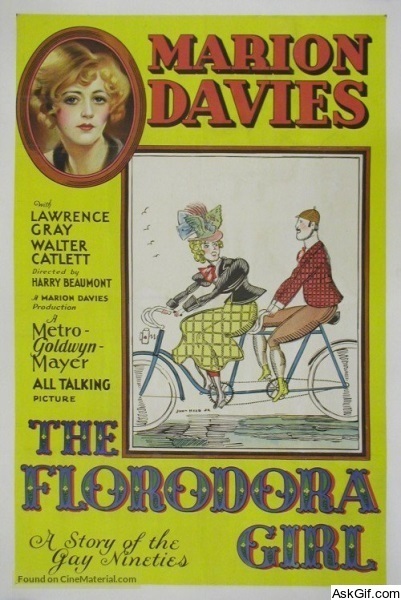 MARION
DAVIES
with
LAWRENCE
GRAY
WALTER
CATLETT
Directed by
HARRY BEAUMONT
A MARION DAVIES
Production
A
Metro-
Goldwyn-
Mayer
ALL TALKING
PICTURE
THE
FLORODORA
GIRL
A Story of the
Gay Nineties
Found on CineMaterial.com
AskGif.com